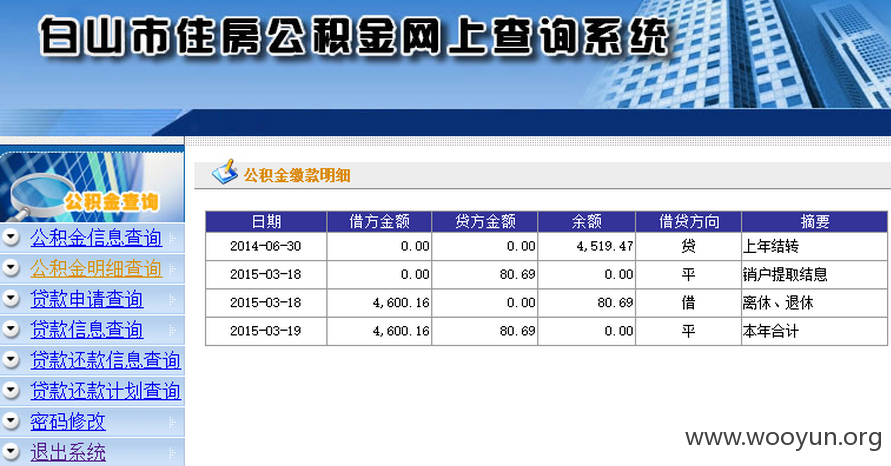 白山市住房公积金网上查询系统
公积金查询
公积金信息查询
公积金明细查询
贷款申请查询
贷款信息查询
贷款还款信息查询
贷款还款计划查询
密码修改
退出系统
公积金缴款明细
日期 借方金额 贷方金额 余额 借贷方向 摘要
2014-06-30 0.00 0.00 4,519.47 贷 上年结转
2015-03-18 0.00 80.69 0.00 平 销户提取结息
2015-03-18 4,600.16 0.00 80.69 借 离休、退休
2015-03-19 4,600.16 80.69 0.00 平 本年合计
www.wooyun.org